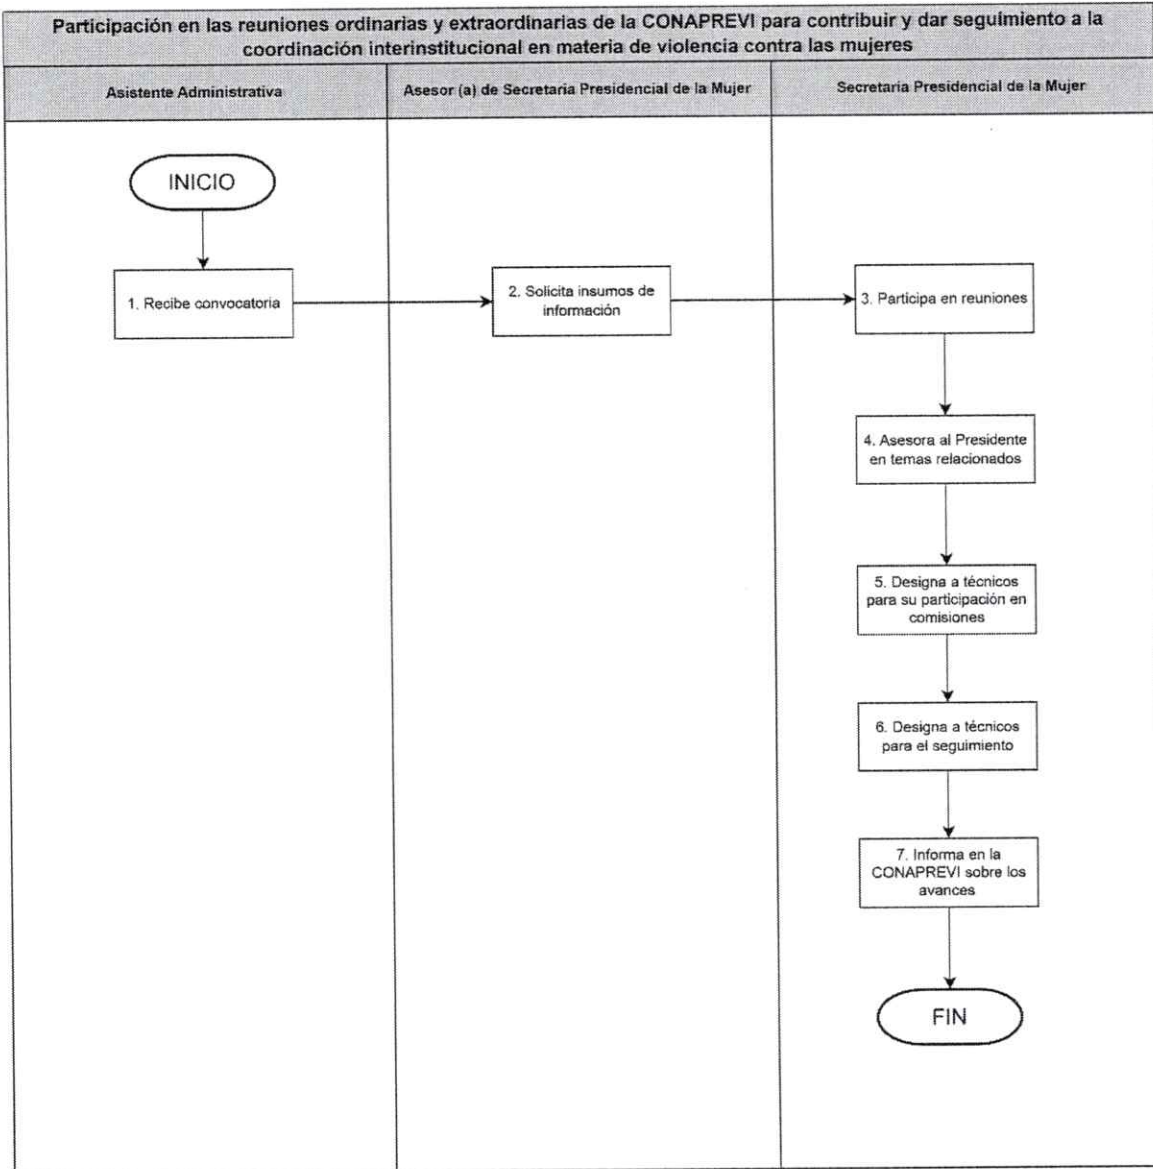 Participación en las reuniones ordinarias y extraordinarias de la CONAPREVI para contribuir y dar seguimiento a la
coordinación interinstitucional en materia de violencia contra las mujeres
Asistente Administrativa
Asesor (a) de Secretaria Presidencial de la Mujer
Secretaria Presidencial de la Mujer
INICIO
1. Recibe convocatoria
2. Solicita insumos de
información
3. Participa en reuniones
4. Asesora al Presidente
en temas relacionados
5. Designa a técnicos
para su participación en
comisiones
6. Designa a técnicos
para el seguimiento
7. Informa en la
CONAPREVI sobre los
avances
FIN